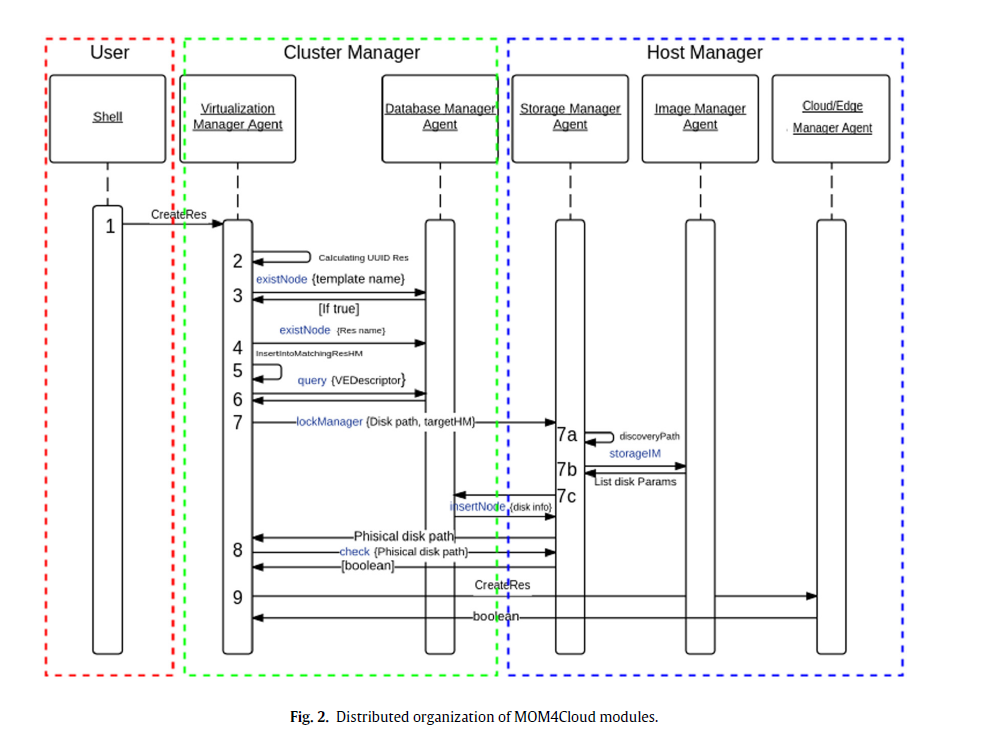 User
Cluster Manager
Host Manager
Shell
Virtualization
Manager Agent
Database Manager
Agent
Storage Manager
Agent
Image Manager
Agent
Cloud/Edge
Manager Agent
1
CreateRes
2
Calculating UUID Res
existNode {template name}
3
[If true]
existNode {Res name}
4
InsertIntoMatchingResHM
5
query {VEDescriptor}
6
7
lockManager {Disk path, targetHM}
7a
discoveryPath
storageIM
7b
List disk Params
7c
insertNode {disk info}
Phisical disk path
8
check {Phisical disk path}
[boolean]
CreateRes
9
boolean
Fig. 2. Distributed organization of MOM4Cloud modules.